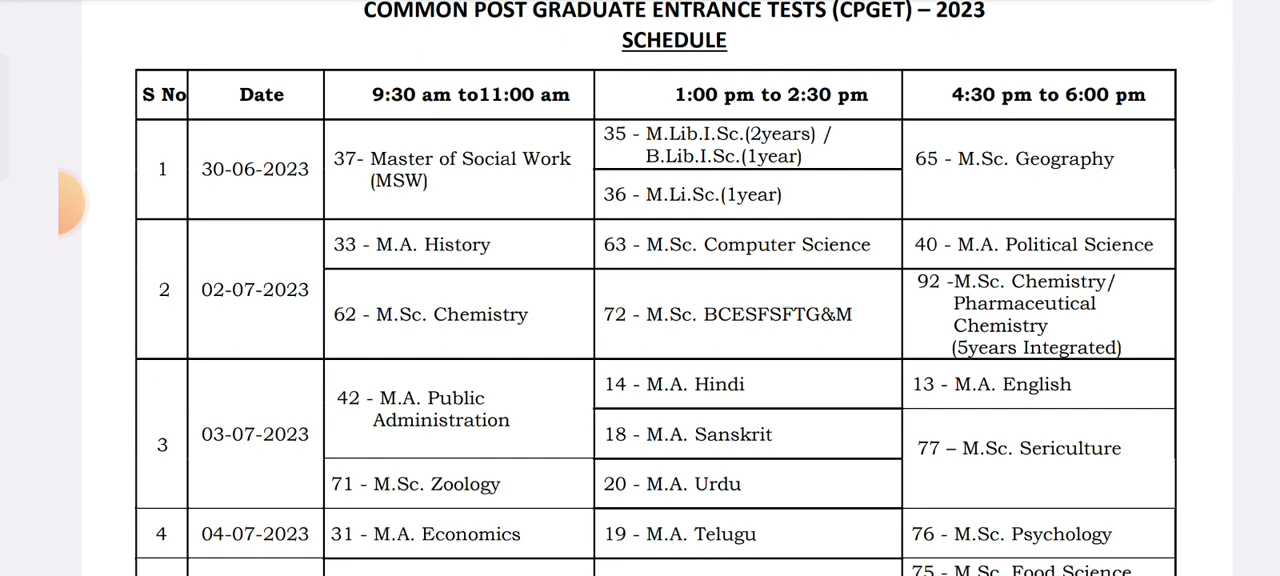 COMMON POST GRADUATE ENTRANCE TESTS (CPGET) – 2023
SCHEDULE
S No Date 9:30 am to11:00 am 1:00 pm to 2:30 pm 4:30 pm to 6:00 pm
1 30-06-2023
37- Master of Social Work
(MSW)
35 - M.Lib.I.Sc.(2years) /
B.Lib.I.Sc.(1year)
36 - M.Li.Sc.(1year)
65 - M.Sc. Geography
2 02-07-2023
33 - M.A. History
62 - M.Sc. Chemistry
63 - M.Sc. Computer Science
72 - M.Sc. BCESFSFTG&M
40 - M.A. Political Science
92 -M.Sc. Chemistry/
Pharmaceutical
Chemistry
(5years Integrated)
3 03-07-2023
42 - M.A. Public
Administration
71 - M.Sc. Zoology
14 - M.A. Hindi
18 - M.A. Sanskrit
20 - M.A. Urdu
13 - M.A. English
77 – M.Sc. Sericulture
4 04-07-2023 31 - M.A. Economics 19 - M.A. Telugu 76 - M.Sc. Psychology
75 - M.Sc. Food Science